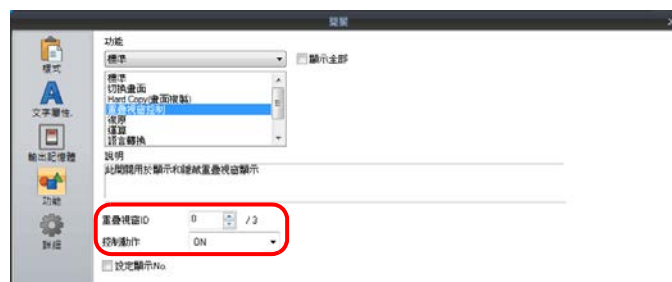 開關
樣式
文字屬性.
輸出記憶體
功能
詳細
功能
標準
顯示全部
標準
切換畫面
Hard Copy(畫面複製)
重疊視窗控制
復原
運算
語言轉換
說明
此開關用於顯示和隱藏重疊視窗顯示
重疊視窗ID 0 / 3
控制動作 ON
設定顯示No.